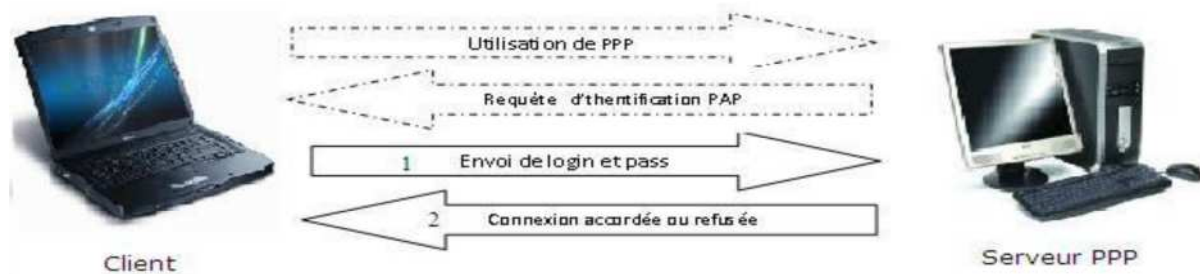 Utilisation de PPP
Requête d'thentification PAP
1 Envoi de login et pass
2 Connexion accordée ou refusée
Client
Serveur PPP